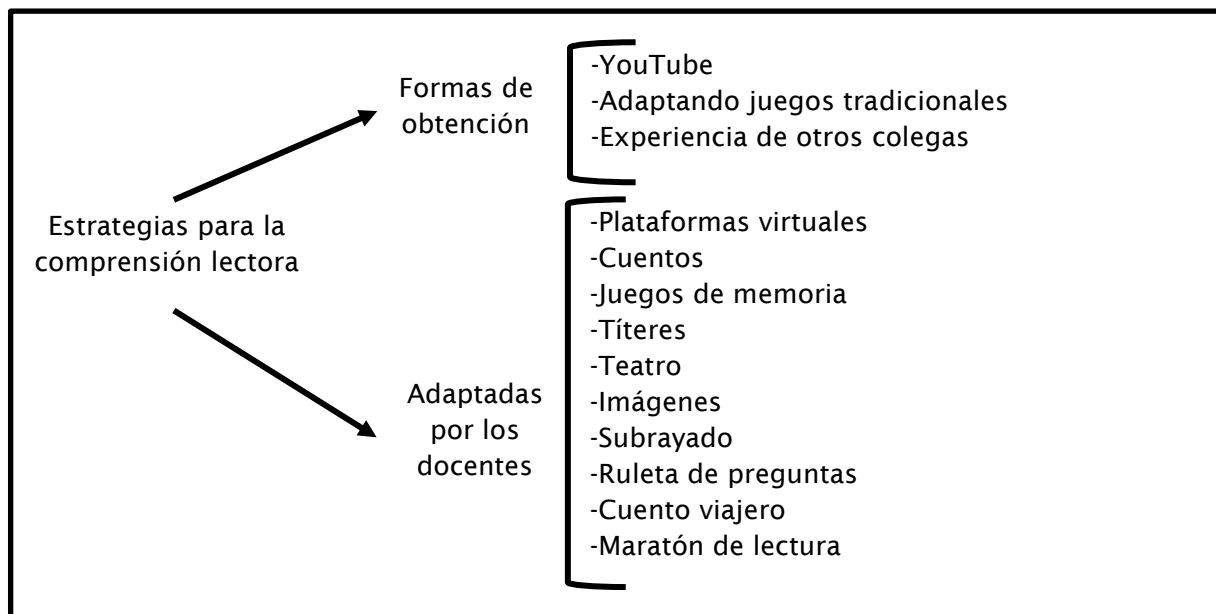 Estrategias para la
comprensión lectora
Formas de
obtención
-YouTube
-Adaptando juegos tradicionales
-Experiencia de otros colegas
Adaptadas
por los
docentes
-Plataformas virtuales
-Cuentos
-Juegos de memoria
-Títeres
-Teatro
-Imágenes
-Subrayado
-Ruleta de preguntas
-Cuento viajero
-Maratón de lectura